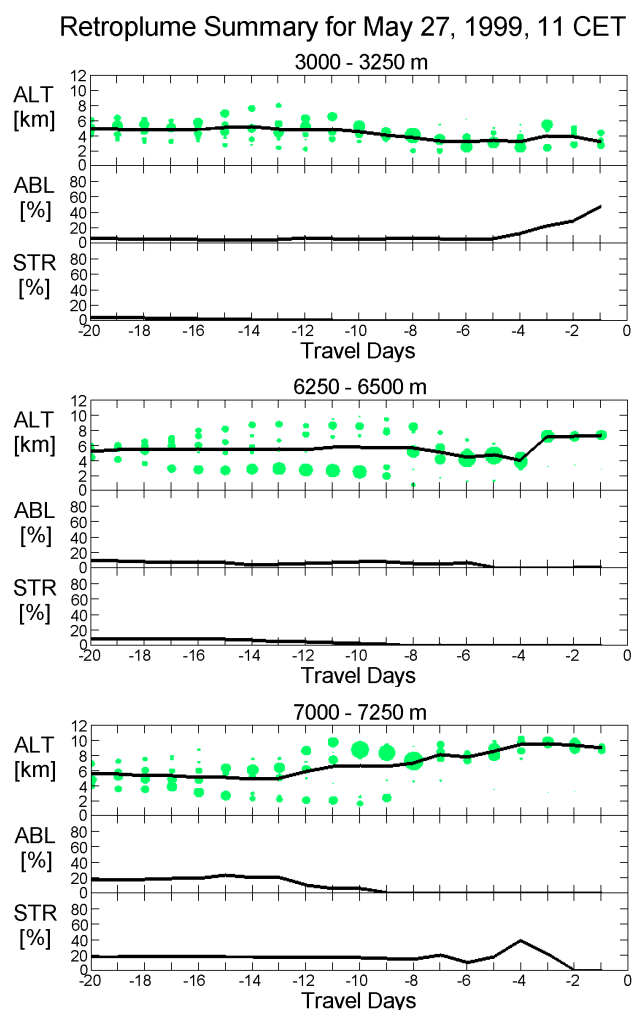 Retroplume Summary for May 27, 1999, 11 CET
3000 - 3250 m
ALT
[km]
12
10
8
6
4
2
0
ABL
[%]
80
60
40
20
0
STR
[%]
80
60
40
20
0
-20 -18 -16 -14 -12 -10 -8 -6 -4 -2 0
Travel Days
6250 - 6500 m
ALT
[km]
12
10
8
6
4
2
0
ABL
[%]
80
60
40
20
0
STR
[%]
80
60
40
20
0
-20 -18 -16 -14 -12 -10 -8 -6 -4 -2 0
Travel Days
7000 - 7250 m
ALT
[km]
12
10
8
6
4
2
0
ABL
[%]
80
60
40
20
0
STR
[%]
80
60
40
20
0
-20 -18 -16 -14 -12 -10 -8 -6 -4 -2 0
Travel Days